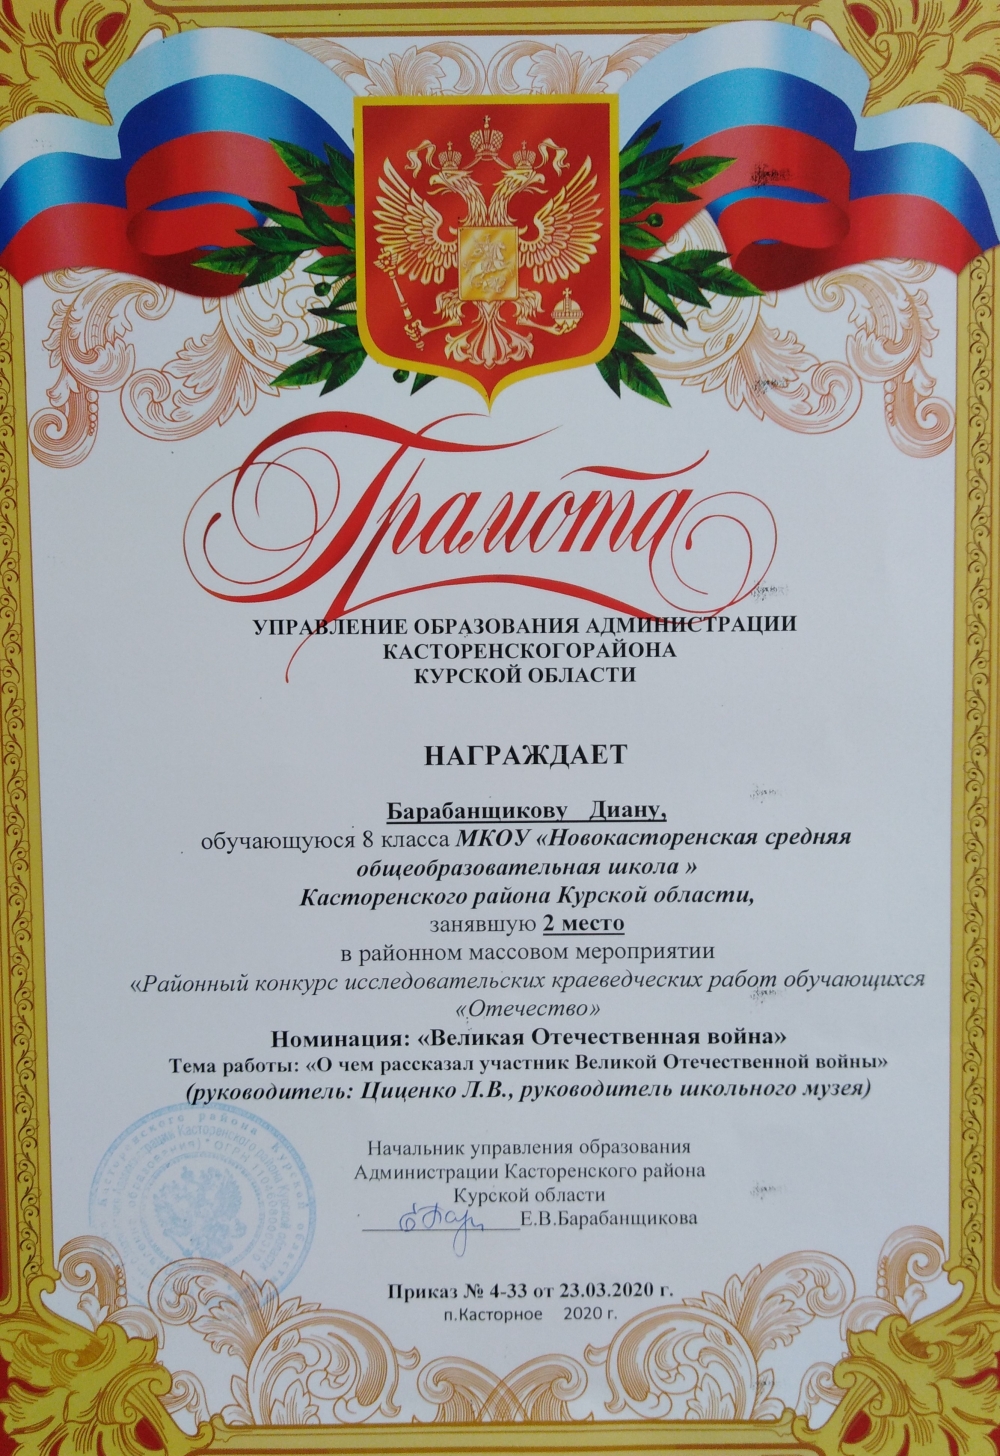 Грамота
УПРАВЛЕНИЕ ОБРАЗОВАНИЯ АДМИНИСТРАЦИИ
КАСТОРЕНСКОГОРАЙОНА
КУРСКОЙ ОБЛАСТИ
НАГРАЖДАЕТ
Барабанщикову Диану,
обучающуюся 8 класса МКОУ «Новокасторенская средняя
общеобразовательная школа »
Касторенского района Курской области,
занявшую 2 место
в районном массовом мероприятии
«Районный конкурс исследовательских краеведческих работ обучающихся
«Отечество»
Номинация: «Великая Отечественная война»
Тема работы: «О чем рассказал участник Великой Отечественной войны»
(руководитель: Циценко Л.В., руководитель школьного музея)
Начальник управления образования
Администрации Касторенского района
Курской области
Е.В.Барабанщикова
Приказ № 4-33 от 23.03.2020 г.
п.Касторное 2020 г.